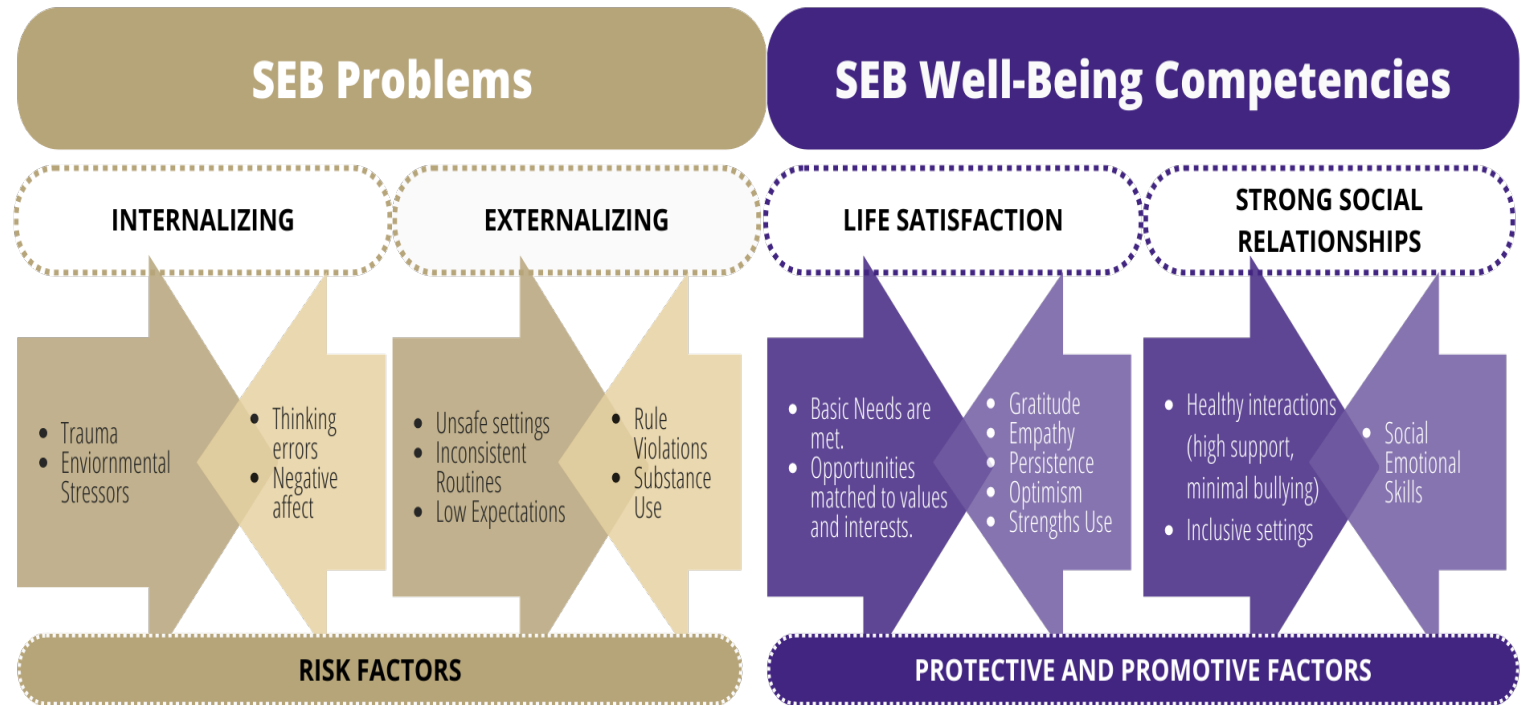 SEB Problems
SEB Well-Being Competencies
INTERNALIZING
EXTERNALIZING
LIFE SATISFACTION
STRONG SOCIAL
RELATIONSHIPS
• Trauma
• Enviornmental
Stressors
• Thinking
errors
• Negative
affect
• Unsafe settings
• Inconsistent
Routines
• Low Expectations
• Rule
Violations
• Substance
Use
• Basic Needs are
met.
• Opportunities
matched to values
and interests.
• Gratitude
• Empathy
• Persistence
• Optimism
• Strengths Use
• Healthy interactions
(high support,
minimal bullying)
• Inclusive settings
• Social
Emotional
Skills
RISK FACTORS
PROTECTIVE AND PROMOTIVE FACTORS